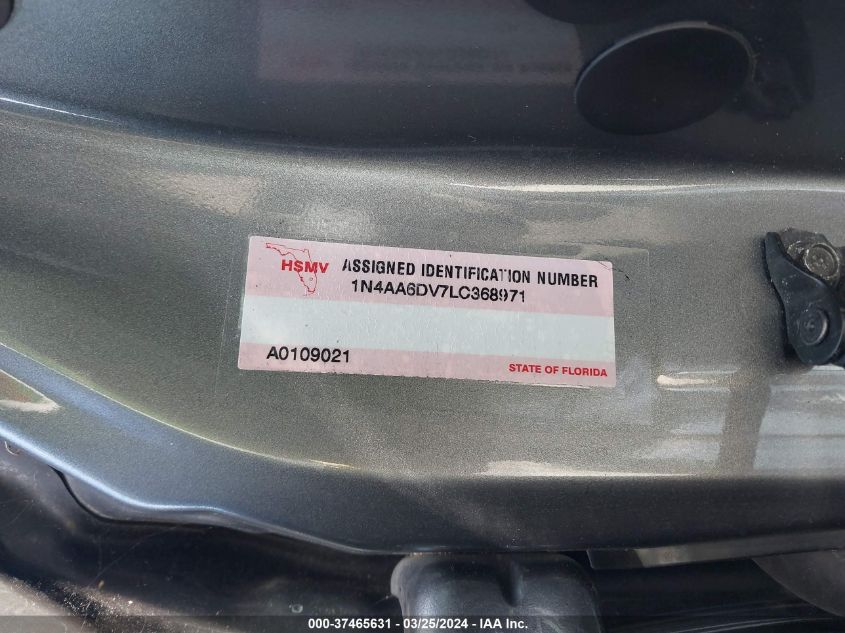 HSMV ASSIGNED IDENTIFICATION NUMBER
1N4AA6DV7LC368971
A0109021
STATE OF FLORIDA
000-37465631 - 03/25/2024 - IAA Inc.